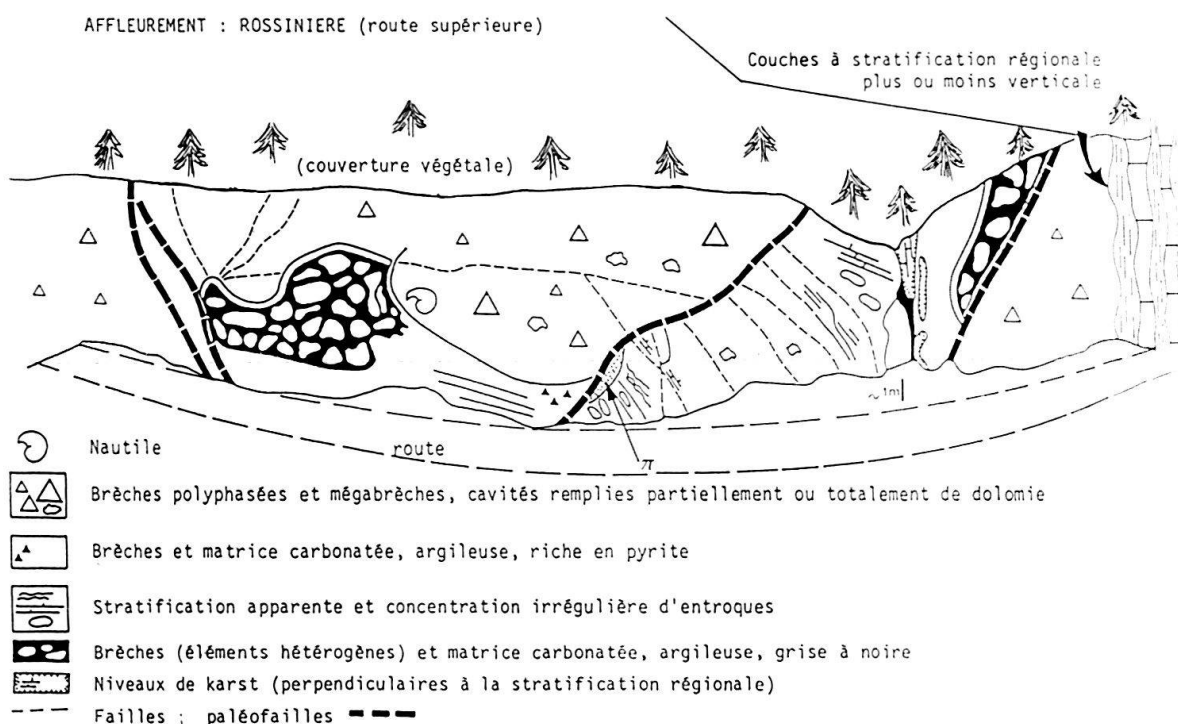 AFFLEUREMENT : ROSSINIERE (route supérieure)
Couches à stratification régionale
plus ou moins verticale
(couverture végétale)
~ 1m
route
π
Nautile
Brèches polyphasées et mégabrèches, cavités remplies partiellement ou totalement de dolomie
Brèches et matrice carbonatée, argileuse, riche en pyrite
Stratification apparente et concentration irrégulière d'entroques
Brèches (éléments hétérogènes) et matrice carbonatée, argileuse, grise à noire
Niveaux de karst (perpendiculaires à la stratification régionale)
Failles ; paléofailles